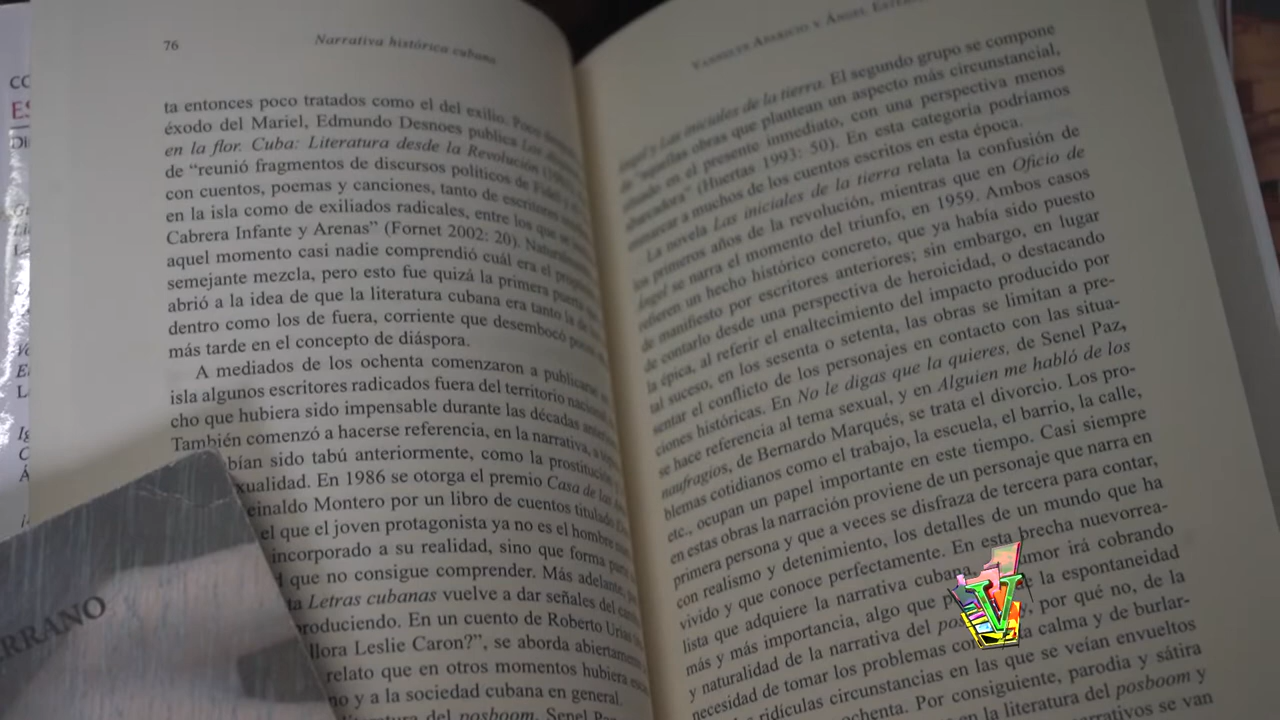 76
Narrativa histórica cubana
ta entonces poco tratados como el del exilio. Poco
éxodo del Mariel, Edmundo Desnoes publica Los
en la flor. Cuba: Literatura desde la Revolución
de “reunió fragmentos de discursos políticos de Fidel
con cuentos, poemas y canciones, tanto de escritores
en la isla como de exiliados radicales, entre los que se
Cabrera Infante y Arenas” (Fornet 2002: 20).
aquel momento casi nadie comprendió cuál era el
semejante mezcla, pero esto fue quizá la primera puerta que
abrió a la idea de que la literatura cubana era tanto la de
dentro como los de fuera, corriente que desembocó
más tarde en el concepto de diáspora.
A mediados de los ochenta comenzaron a publicarse
isla algunos escritores radicados fuera del territorio
cho que hubiera sido impensable durante las décadas
También comenzó a hacerse referencia, en la narrativa, a
bían sido tabú anteriormente, como la prostitución
xualidad. En 1986 se otorga el premio Casa de las
einaldo Montero por un libro de cuentos titulado
el que el joven protagonista ya no es el hombre
incorporado a su realidad, sino que forma parte
que no consigue comprender. Más adelante,
ta Letras cubanas vuelve a dar señales del
roduciendo. En un cuento de Roberto
llora Leslie Caron?”, se aborda abiertamente
relato que en otros momentos hubiera
no y a la sociedad cubana en general.
posboom. Senel
Ángel y Las iniciales de la tierra. El segundo grupo se compone
de “aquellas obras que plantean un aspecto más circunstancial,
situado en el presente inmediato, con una perspectiva menos
abarcadora” (Huertas 1993: 50). En esta categoría podríamos
enmarcar a muchos de los cuentos escritos en esta época.
La novela Las iniciales de la tierra relata la confusión de
los primeros años de la revolución, mientras que en Oficio de
ángel se narra el momento del triunfo, en 1959. Ambos casos
refieren un hecho histórico concreto, que ya había sido puesto
de manifiesto por escritores anteriores; sin embargo, en lugar
de contarlo desde una perspectiva de heroicidad, o destacando
la épica, al referir el enaltecimiento del impacto producido por
tal suceso, en los sesenta o setenta, las obras se limitan a pre-
sentar el conflicto de los personajes en contacto con las situa-
ciones históricas. En No le digas que la quieres, de Senel Paz,
se hace referencia al tema sexual, y en Alguien me habló de los
naufragios, de Bernardo Marqués, se trata el divorcio. Los pro-
blemas cotidianos como el trabajo, la escuela, el barrio, la calle,
etc., ocupan un papel importante en este tiempo. Casi siempre
en estas obras la narración proviene de un personaje que narra en
primera persona y que a veces se disfraza de tercera para contar,
con realismo y detenimiento, los detalles de un mundo que ha
vivido y que conoce perfectamente. En esta brecha nuevorrea-
lista que adquiere la narrativa cubana, umor irá cobrando
más y más importancia, algo que la espontaneidad
y naturalidad de la narrativa del y, por qué no, de la
necesidad de tomar los problemas con calma y de burlar-
ridículas circunstancias en las que se veían envueltos
ochenta. Por consiguiente, parodia y sátira
en la literatura del posboom y
narrativos se van
RRANO
V